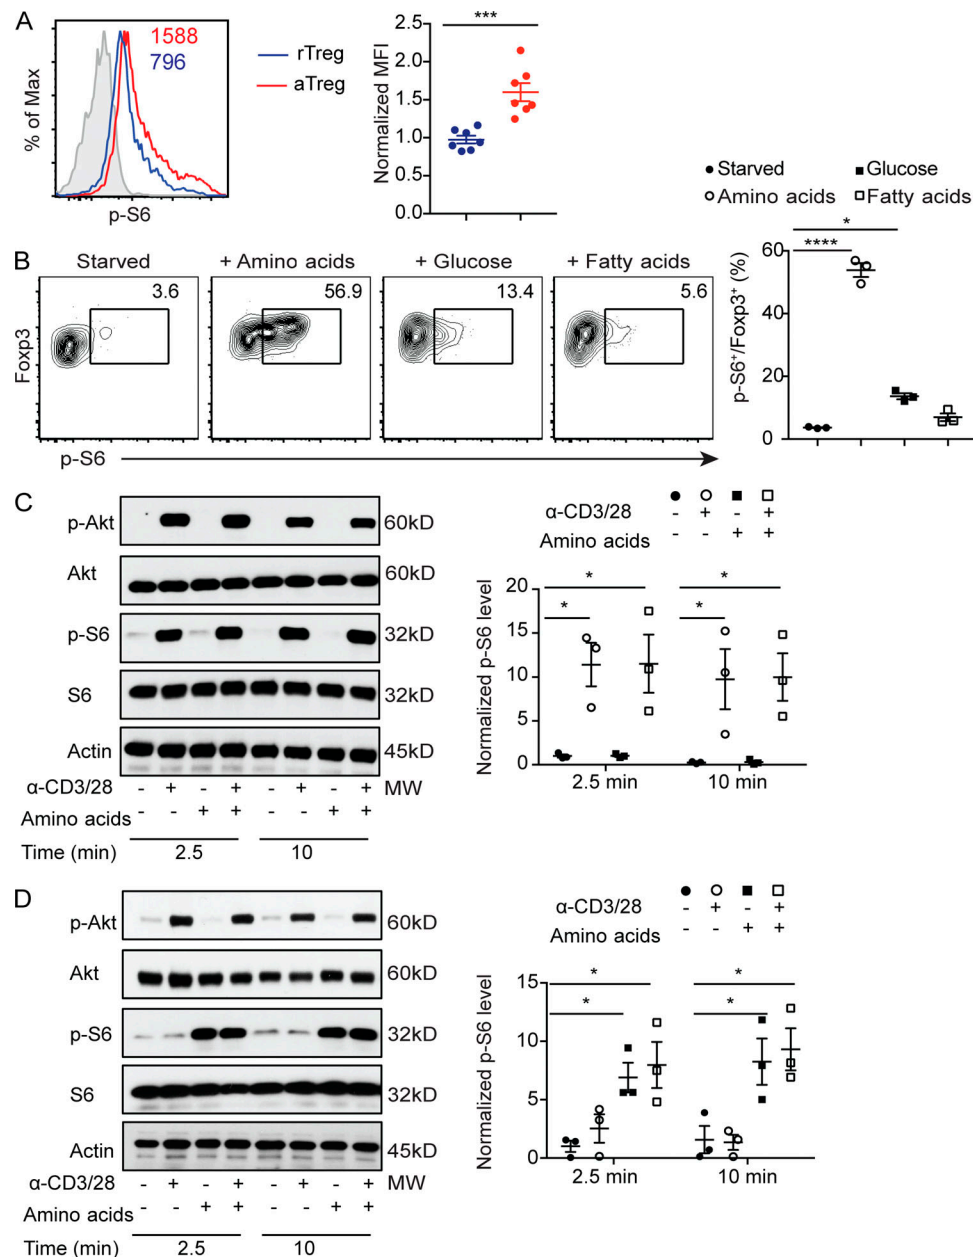 A
% of Max
1588
796
p-S6
rTreg
aTreg
Normalized MFI
2.5
2.0
1.5
1.0
0.5
0.0
***
Starved
Glucose
Amino acids
Fatty acids
B
Starved
+ Amino acids
+ Glucose
+ Fatty acids
3.6
56.9
13.4
5.6
Foxp3
p-S6
p-S6⁺/Foxp3⁺ (%)
60
40
20
0
*
****
C
p-Akt
60kD
Akt
60kD
p-S6
32kD
S6
32kD
Actin
45kD
α-CD3/28 - + - + - + - + MW
Amino acids - - + + - - + +
Time (min) 2.5 10
α-CD3/28 - + - +
Amino acids - - + +
Normalized p-S6 level
20
15
10
5
0
* *
* *
2.5 min 10 min
D
p-Akt
60kD
Akt
60kD
p-S6
32kD
S6
32kD
Actin
45kD
α-CD3/28 - + - + - + - + MW
Amino acids - - + + - - + +
Time (min) 2.5 10
α-CD3/28 - + - +
Amino acids - - + +
Normalized p-S6 level
15
10
5
0
* *
* *
2.5 min 10 min